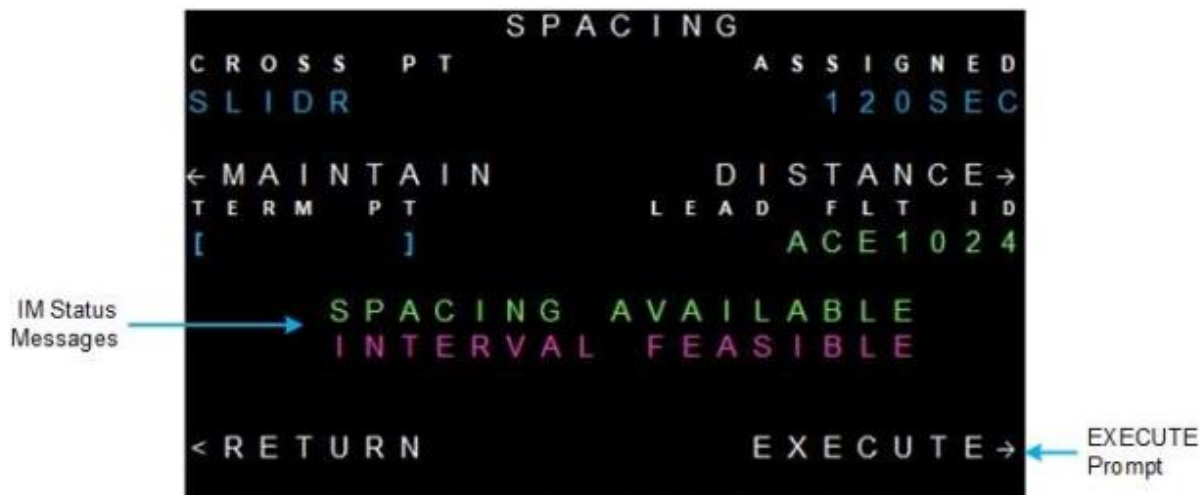 SPACING
CROSS PT ASSIGNED
SLIDR 120SEC
←MAINTAIN DISTANCE→
TERM PT LEAD FLT ID
[ ] ACE1024
IM Status
Messages
SPACING AVAILABLE
INTERVAL FEASIBLE
<RETURN EXECUTE→
EXECUTE
Prompt